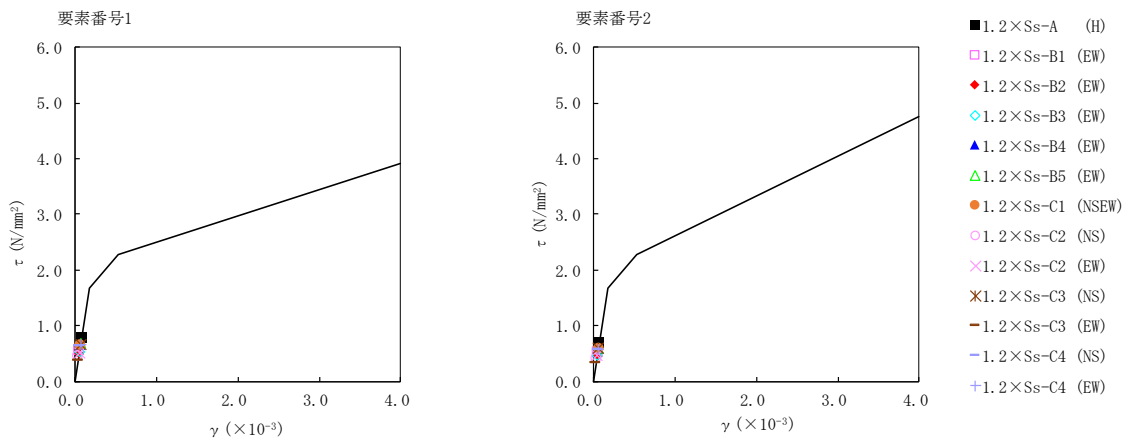 要素番号1
6.0
5.0
4.0
3.0
2.0
1.0
0.0
τ (N/mm²)
0.0 1.0 2.0 3.0 4.0
γ (×10⁻³)
要素番号2
6.0
5.0
4.0
3.0
2.0
1.0
0.0
τ (N/mm²)
0.0 1.0 2.0 3.0 4.0
γ (×10⁻³)
1.2×Ss-A (H)
1.2×Ss-B1 (EW)
1.2×Ss-B2 (EW)
1.2×Ss-B3 (EW)
1.2×Ss-B4 (EW)
1.2×Ss-B5 (EW)
1.2×Ss-C1 (NSEW)
1.2×Ss-C2 (NS)
1.2×Ss-C2 (EW)
1.2×Ss-C3 (NS)
1.2×Ss-C3 (EW)
1.2×Ss-C4 (NS)
1.2×Ss-C4 (EW)